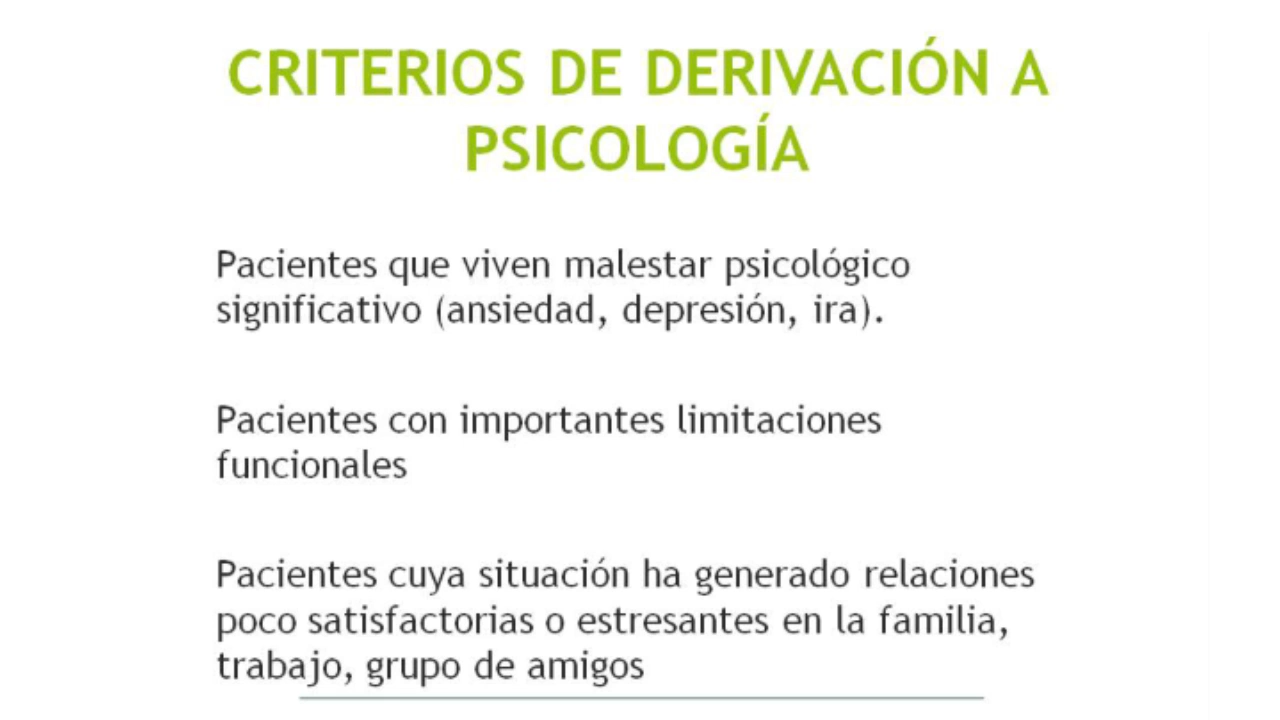 CRITERIOS DE DERIVACIÓN A
PSICOLOGÍA
Pacientes que viven malestar psicológico
significativo (ansiedad, depresión, ira).
Pacientes con importantes limitaciones
funcionales
Pacientes cuya situación ha generado relaciones
poco satisfactorias o estresantes en la familia,
trabajo, grupo de amigos